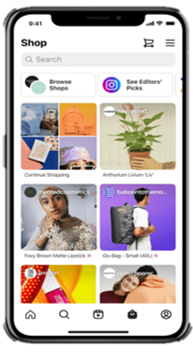 9:41
Shop
Search
Browse
Shops
See Editors'
Picks
Continue Shopping
Anthurium Livium 'Liv'
Foxy Brown Matte Lipstick
Go-Bag - Small (40L)